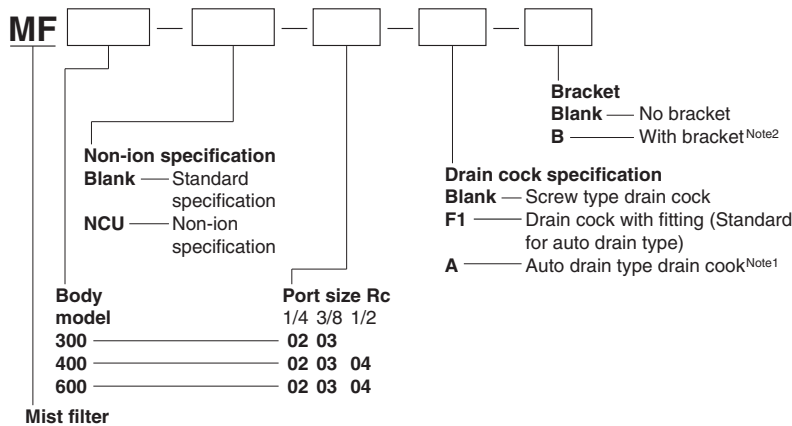 MF
Bracket
Blank No bracket
B With bracket Note2
Non-ion specification
Blank Standard
specification
NCU Non-ion
specification
Drain cock specification
Blank Screw type drain cock
F1 Drain cock with fitting (Standard
for auto drain type)
A Auto drain type drain cook Note1
Body
model
Port size Rc
1/4 3/8 1/2
300 02 03
400 02 03 04
600 02 03 04
Mist filter